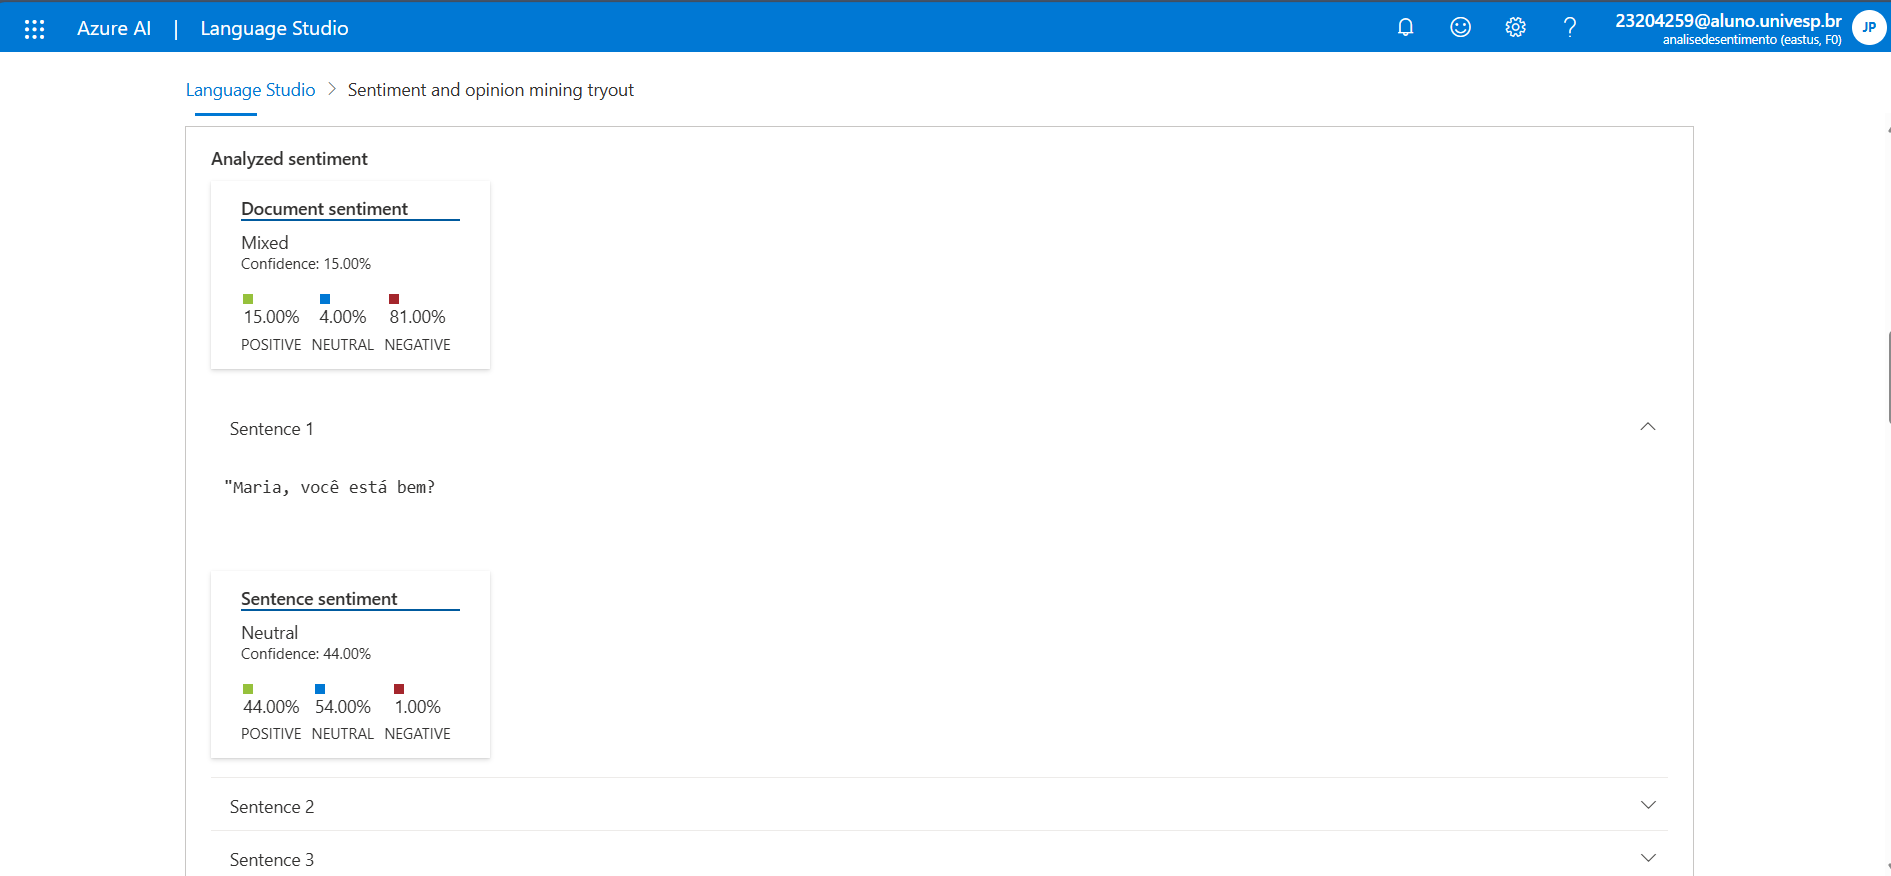 Azure AI | Language Studio
23204259@aluno.univesp.br
analisedesentimento (eastus, F0)
JP
Language Studio > Sentiment and opinion mining tryout
Analyzed sentiment
Document sentiment
Mixed
Confidence: 15.00%
15.00% 4.00% 81.00%
POSITIVE NEUTRAL NEGATIVE
Sentence 1
"Maria, você está bem?
Sentence sentiment
Neutral
Confidence: 44.00%
44.00% 54.00% 1.00%
POSITIVE NEUTRAL NEGATIVE
Sentence 2
Sentence 3